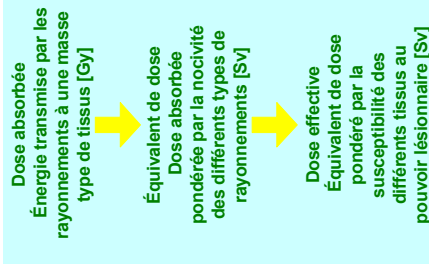 Dose absorbée
Énergie transmise par les
rayonnements à une masse
type de tissus [Gy]
Équivalent de dose
Dose absorbée
pondérée par la nocivité
des différents types de
rayonnements [Sv]
Dose effective
Équivalent de dose
pondéré par la
susceptibilité des
différents tissus au
pouvoir lésionnaire [Sv]